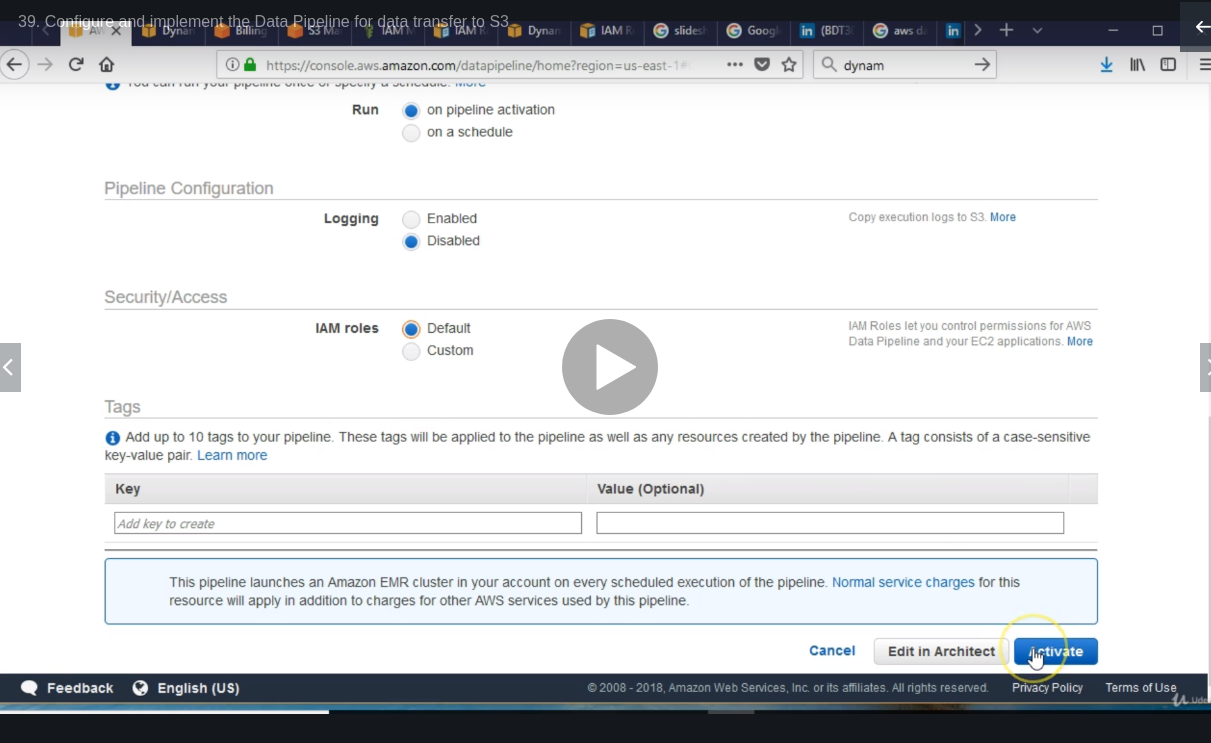 39. Configure and implement the Data Pipeline for data transfer to S3
AW Dynan Billing S3 Ma IAM M IAM R Dynan IAM R slidesh Googl in (BDT30 aws da in
https://console.aws.amazon.com/datapipeline/home?region=us-east-1#
dynam
You can run your pipeline once or specify a schedule. More
Run on pipeline activation
on a schedule
Pipeline Configuration
Logging Enabled Copy execution logs to S3. More
Disabled
Security/Access
IAM roles Default IAM Roles let you control permissions for AWS
Custom Data Pipeline and your EC2 applications. More
Tags
Add up to 10 tags to your pipeline. These tags will be applied to the pipeline as well as any resources created by the pipeline. A tag consists of a case-sensitive
key-value pair. Learn more
Key Value (Optional)
Add key to create
This pipeline launches an Amazon EMR cluster in your account on every scheduled execution of the pipeline. Normal service charges for this
resource will apply in addition to charges for other AWS services used by this pipeline.
Cancel Edit in Architect Activate
Feedback English (US) © 2008 - 2018, Amazon Web Services, Inc. or its affiliates. All rights reserved. Privacy Policy Terms of Use